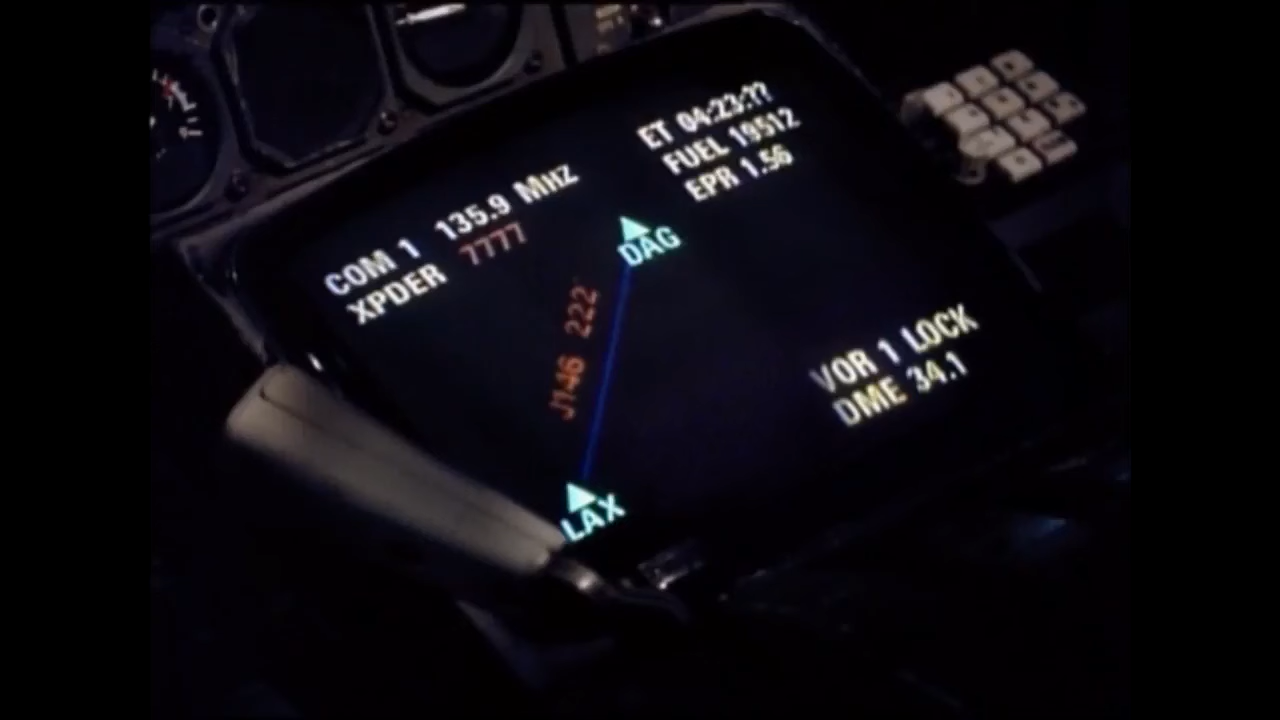 COM 1 135.9 MHZ
XPDER 7777
ET 04:23:??
FUEL 19512
EPR 1.56
DAG
J146 222
LAX
VOR 1 LOCK
DME 34.1